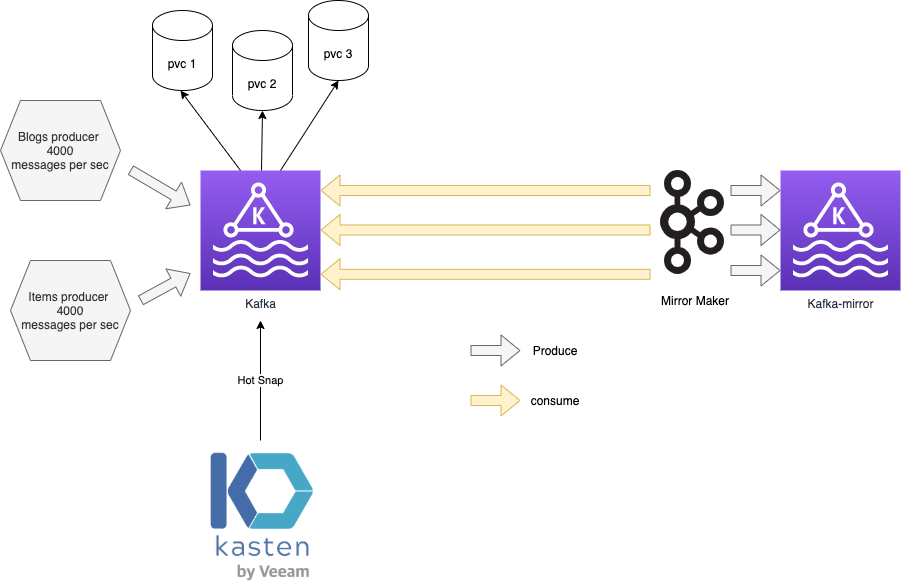 pvc 1
pvc 2
pvc 3
Blogs producer
4000
messages per sec
K
K
Items producer
4000
messages per sec
Kafka
Mirror Maker
Kafka-mirror
Produce
Hot Snap
consume
kasten
by Veeam